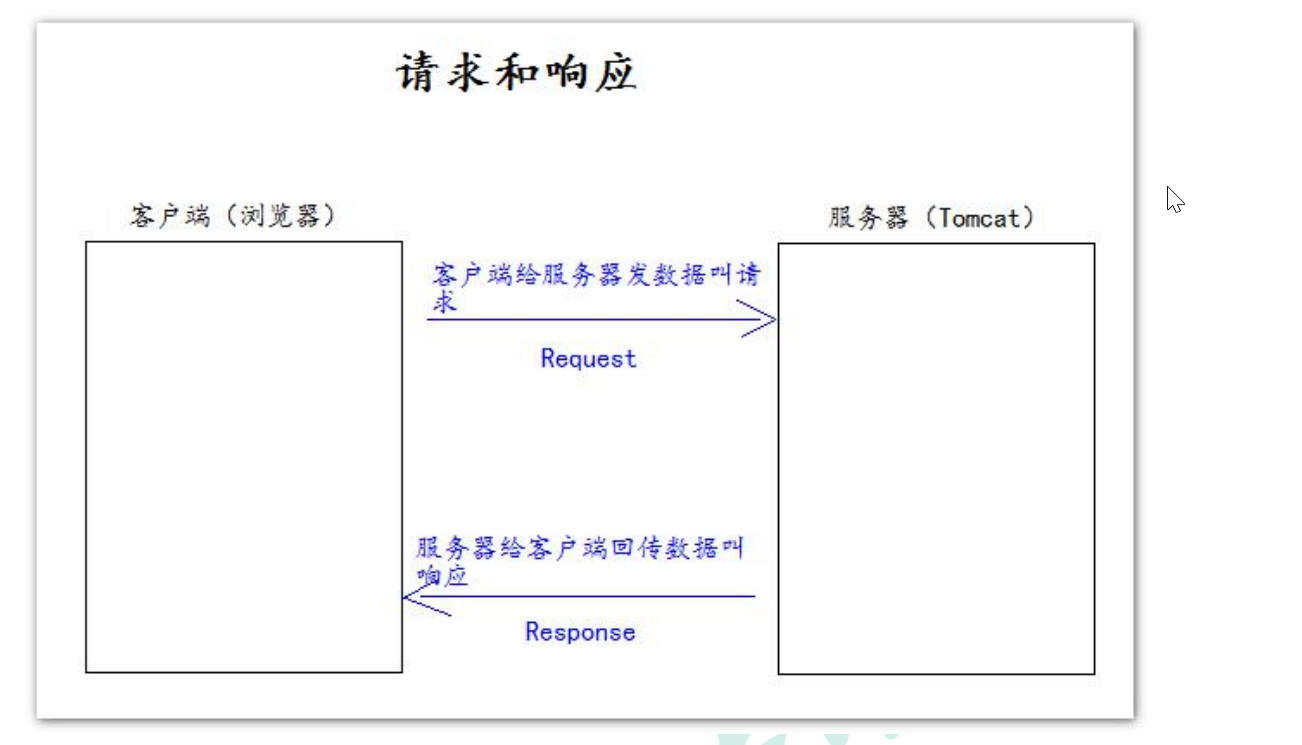 请求和响应
客户端（浏览器）
服务器（Tomcat）
客户端给服务器发数据叫请
求
Request
服务器给客户端回传数据叫
响应
Response